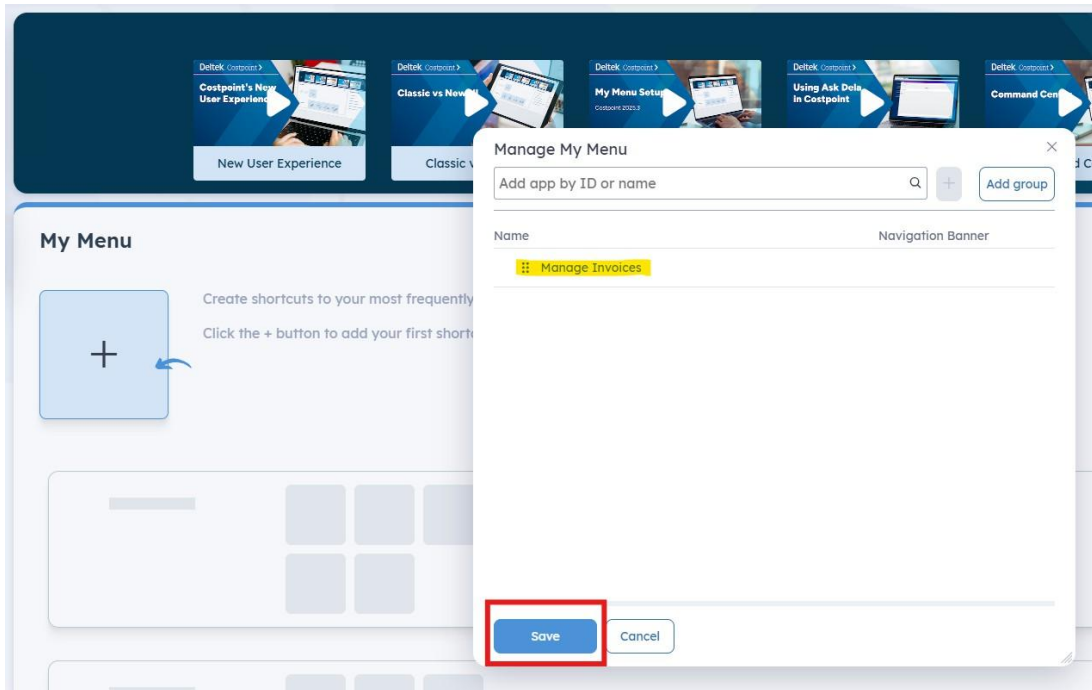 Deltek Costpoint >
Costpoint's New
User Experience
New User Experience
Deltek Costpoint >
Classic vs New UI
Classic v
Deltek Costpoint >
My Menu Setup
Costpoint 2025.3
Deltek Costpoint >
Using Ask Dela
in Costpoint
Deltek Costpoint >
Command Cen
d C
My Menu
Create shortcuts to your most frequently
Click the + button to add your first shortc
+
Manage My Menu
×
Add app by ID or name
+
Add group
Name
Navigation Banner
Manage Invoices
Save
Cancel